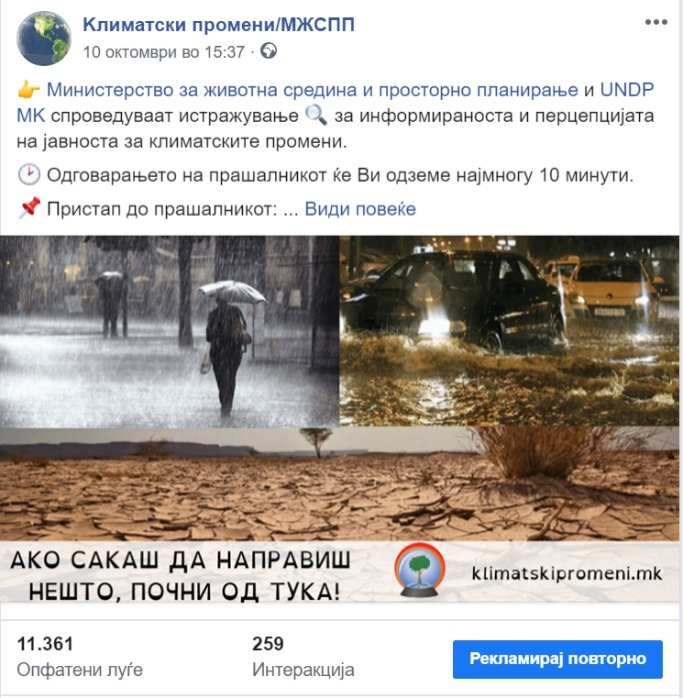 Климатски промени/МЖСПП
10 октомври во 15:37 ·
Министерство за животна средина и просторно планирање и UNDP
MK спроведуваат истражување за информираноста и перцепцијата
на јавноста за климатските промени.
Одговарањето на прашалникот ќе Ви одземе најмногу 10 минути.
Пристап до прашалникот: ... Види повеќе
АКО САКАШ ДА НАПРАВИШ
НЕШТО, ПОЧНИ ОД ТУКА!
klimatskipromeni.mk
11.361
Опфатени луѓе
259
Интеракција
Рекламирај повторно